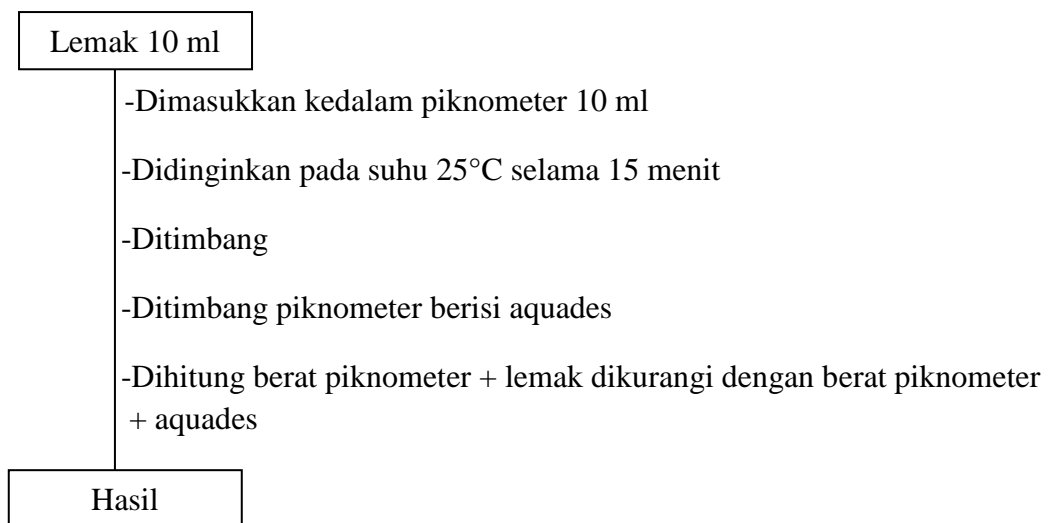 Lemak 10 ml
-Dimasukkan kedalam piknometer 10 ml
-Didinginkan pada suhu 25°C selama 15 menit
-Ditimbang
-Ditimbang piknometer berisi aquades
-Dihitung berat piknometer + lemak dikurangi dengan berat piknometer
+ aquades
Hasil